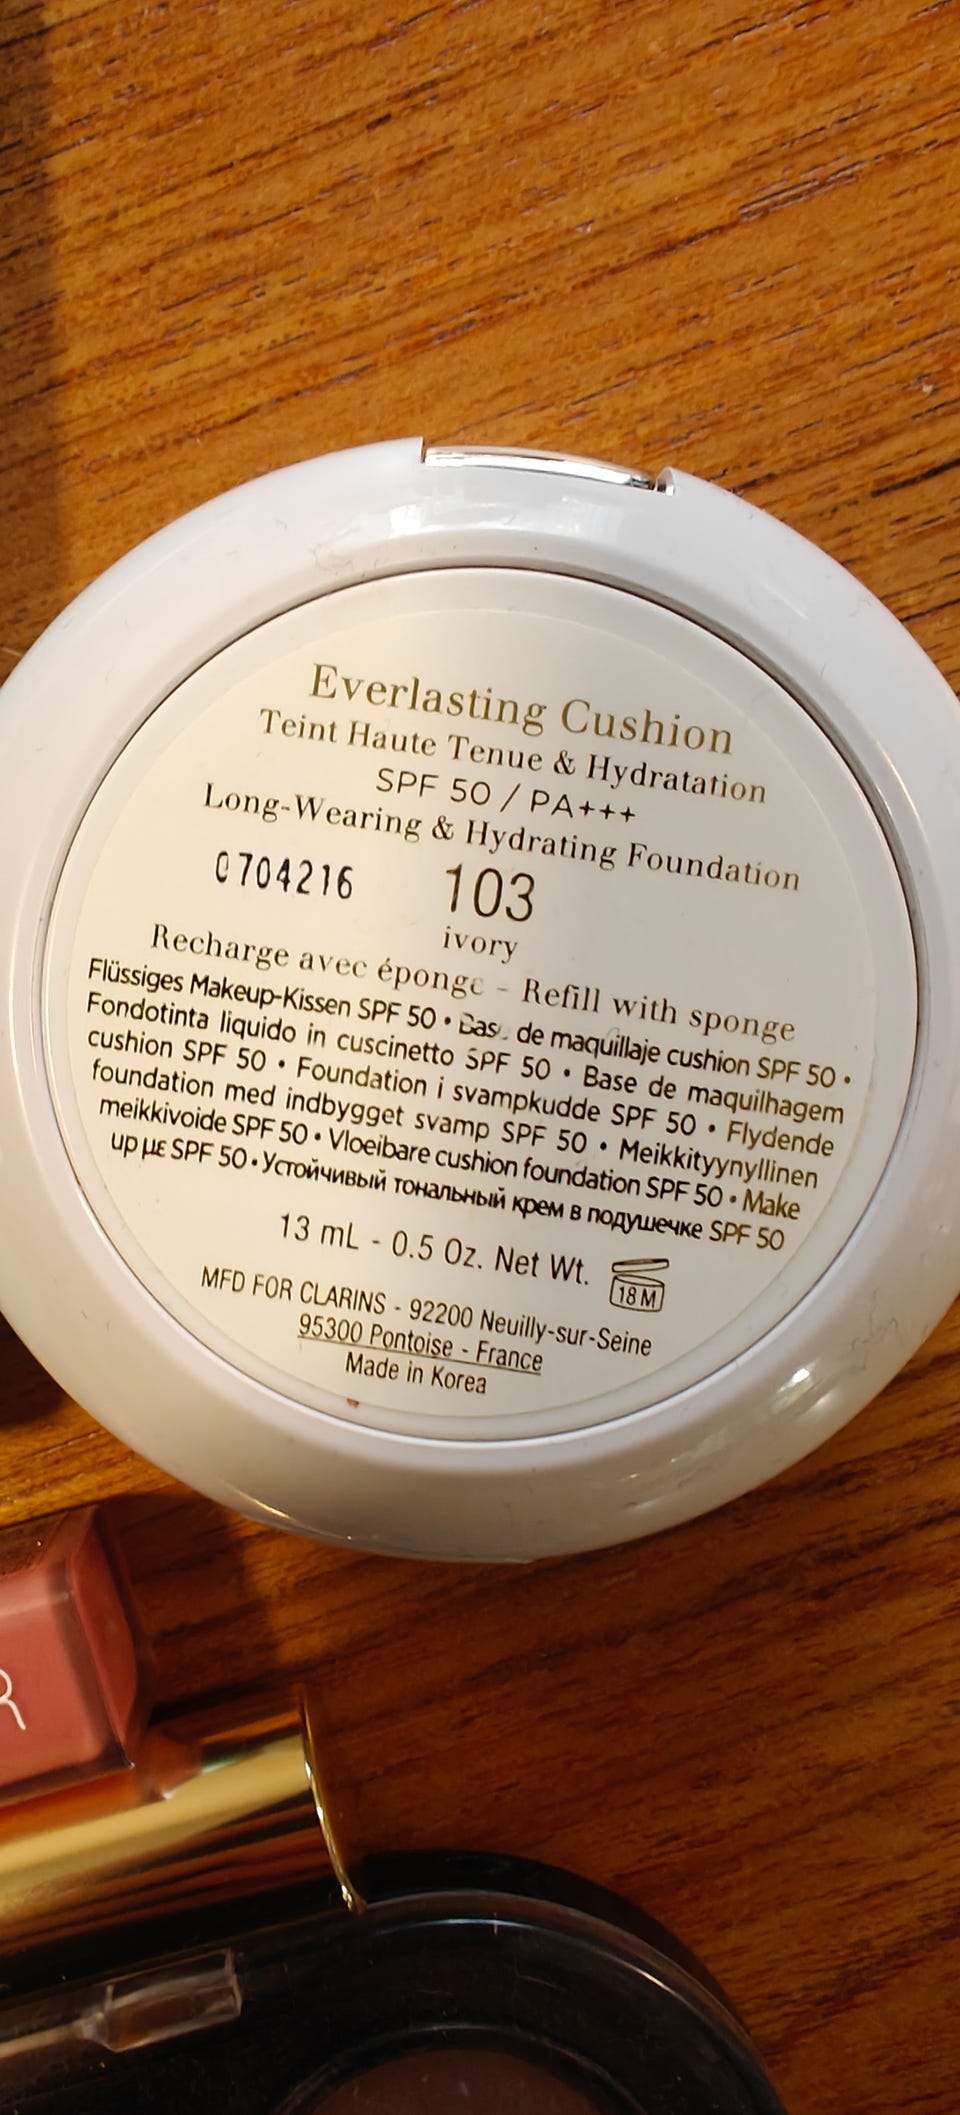 Everlasting Cushion
Teint Haute Tenue & Hydratation
SPF 50 / PA+++
Long-Wearing & Hydrating Foundation
0704216
103
ivory
Recharge avec éponge - Refill with sponge
Flüssiges Makeup-Kissen SPF 50 • Base de maquillaje cushion SPF 50 •
Fondotinta liquido in cuscinetto SPF 50 • Base de maquilhagem
cushion SPF 50 • Foundation i svampkudde SPF 50 • Flydende
foundation med indbygget svamp SPF 50 • Meikkityynyllinen
meikkivoide SPF 50 • Vloeibare cushion foundation SPF 50 • Make
up με SPF 50 • Устойчивый тональный крем в подушечке SPF 50
13 mL - 0.5 Oz. Net Wt.
18 M
MFD FOR CLARINS - 92200 Neuilly-sur-Seine
95300 Pontoise - France
Made in Korea
R